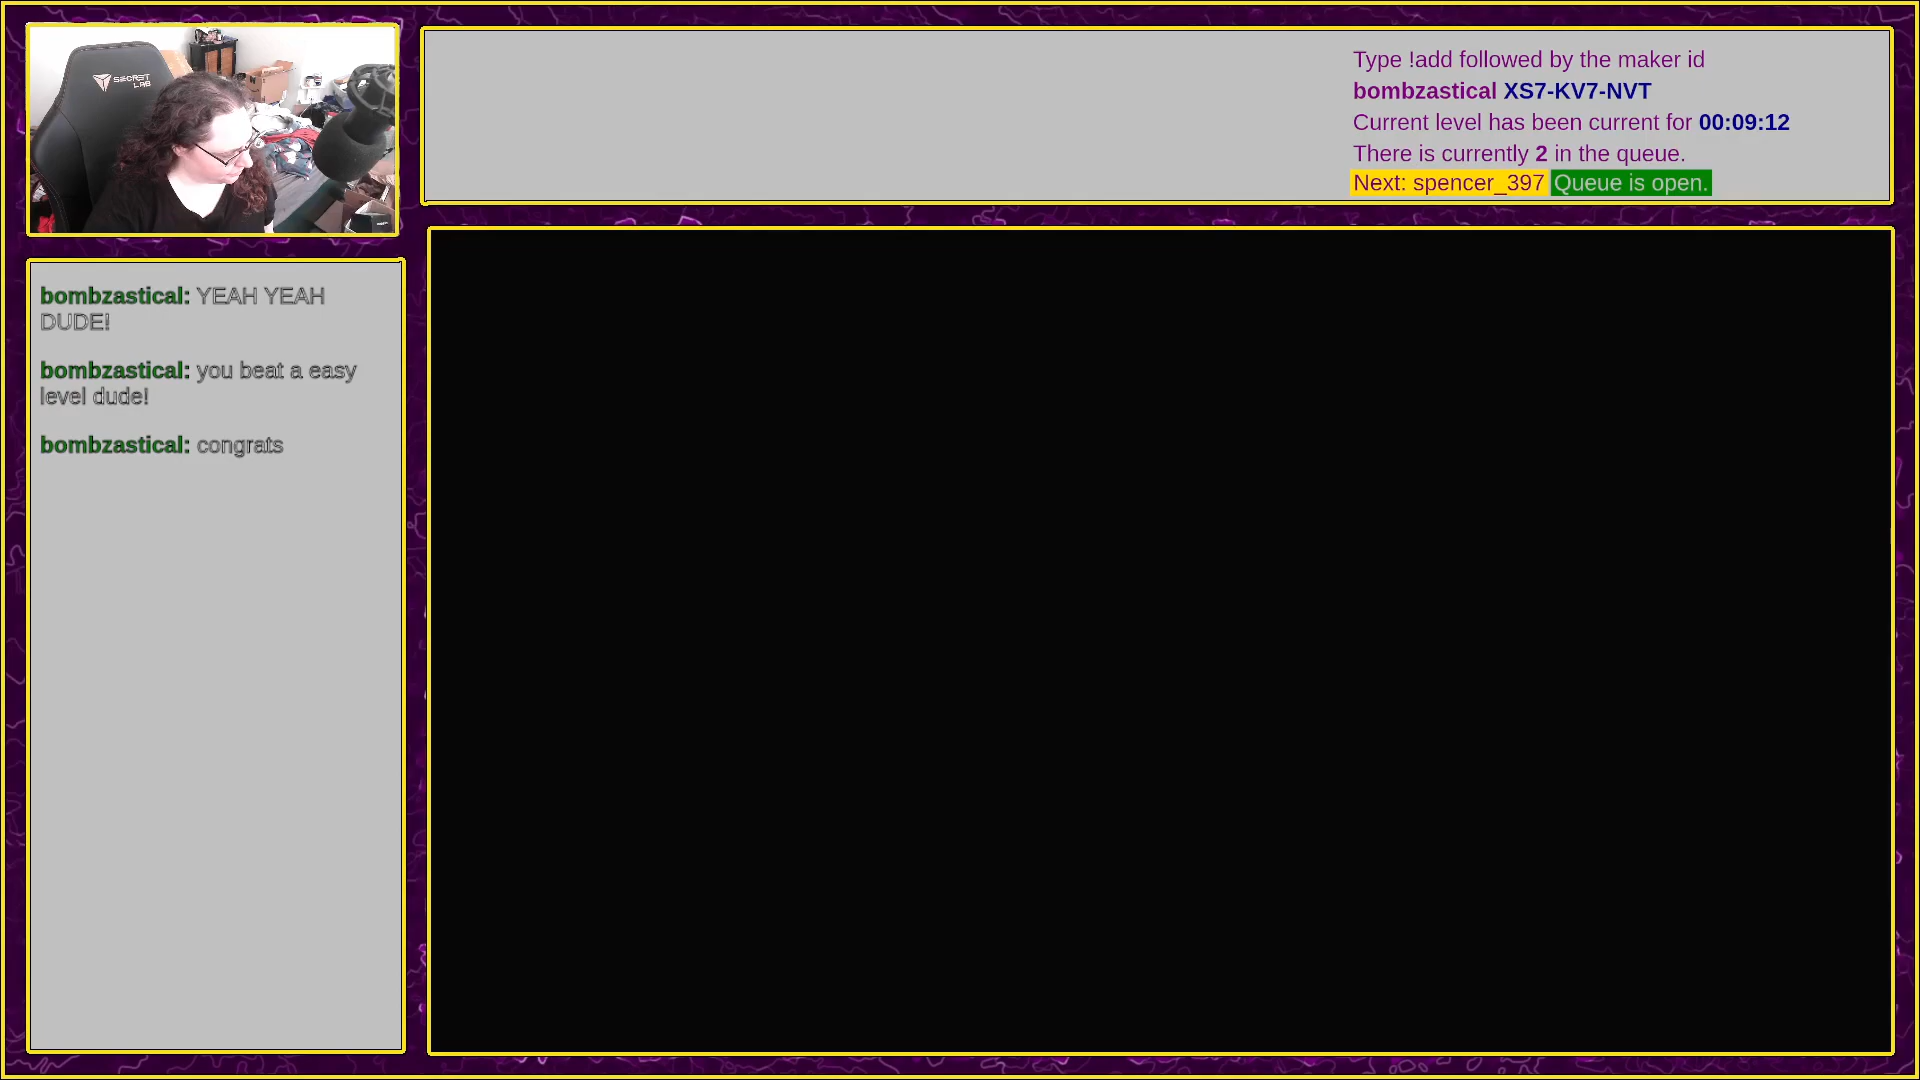 SECRET
LAB
Type !add followed by the maker id
bombzastical XS7-KV7-NVT
Current level has been current for 00:09:12
There is currently 2 in the queue.
Next: spencer_397 Queue is open.
bombzastical: YEAH YEAH
DUDE!
bombzastical: you beat a easy
level dude!
bombzastical: congrats